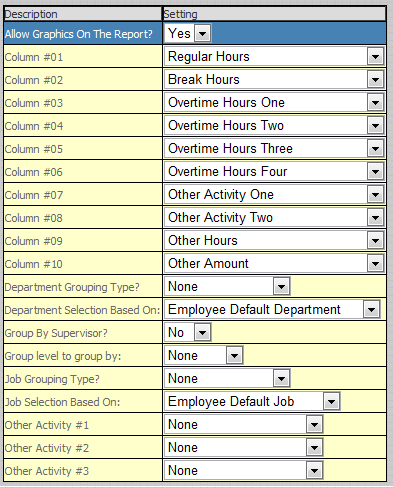 Description Setting
Allow Graphics On The Report? Yes
Column #01 Regular Hours
Column #02 Break Hours
Column #03 Overtime Hours One
Column #04 Overtime Hours Two
Column #05 Overtime Hours Three
Column #06 Overtime Hours Four
Column #07 Other Activity One
Column #08 Other Activity Two
Column #09 Other Hours
Column #10 Other Amount
Department Grouping Type? None
Department Selection Based On: Employee Default Department
Group By Supervisor? No
Group level to group by: None
Job Grouping Type? None
Job Selection Based On: Employee Default Job
Other Activity #1 None
Other Activity #2 None
Other Activity #3 None